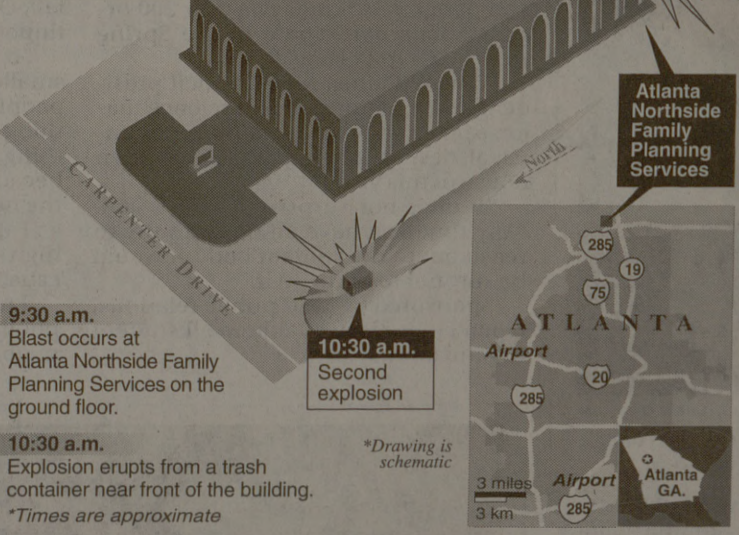 Atlanta
Northside
Family
Planning
Services
North
CARPENTER DRIVE
9:30 a.m.
Blast occurs at
Atlanta Northside Family
Planning Services on the
ground floor.
10:30 a.m.
Explosion erupts from a trash
container near front of the building.
*Times are approximate
10:30 a.m.
Second
explosion
*Drawing is
schematic
285
19
75
ATLANTA
Airport
20
285
3 miles
3 km
Airport
285
Atlanta
GA.